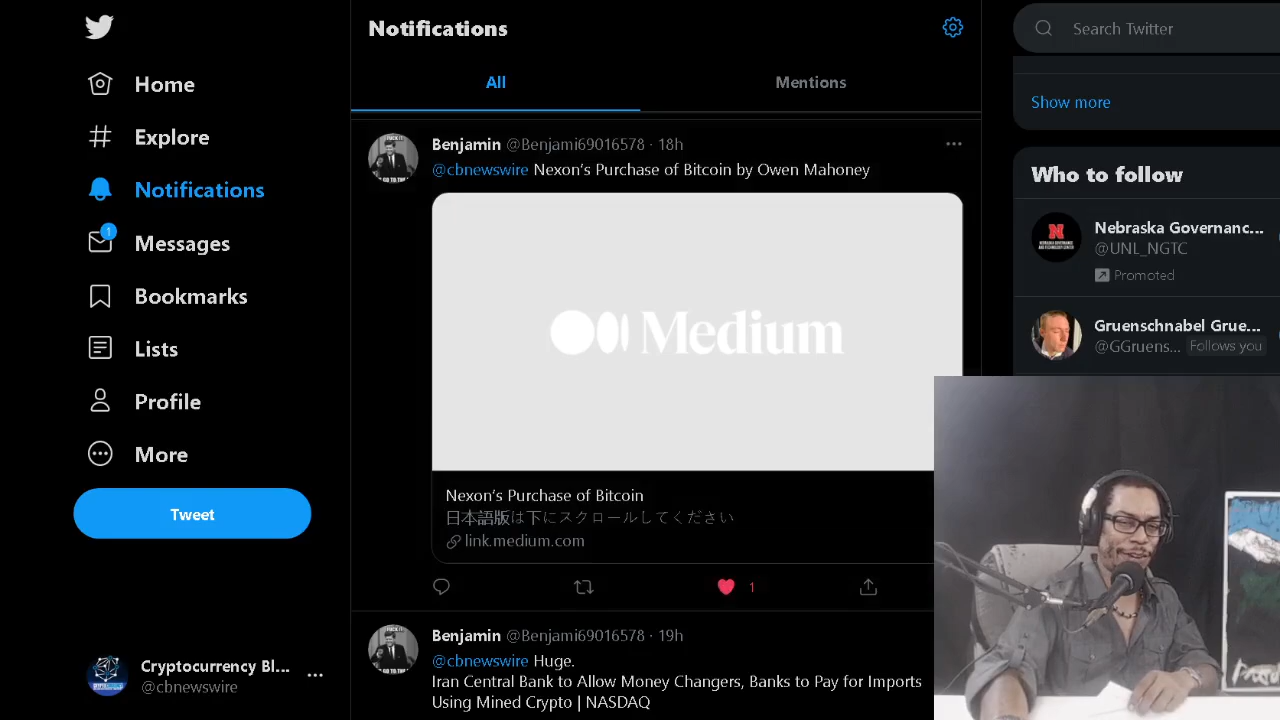 Notifications
Search Twitter
Home
Explore
Notifications
1
Messages
Bookmarks
Lists
Profile
More
Tweet
Cryptocurrency Bl...
@cbnewswire
All
Mentions
Benjamin @Benjami69016578 · 18h
@cbnewswire Nexon’s Purchase of Bitcoin by Owen Mahoney
Medium
Nexon’s Purchase of Bitcoin
日本語版は下にスクロールしてください
link.medium.com
1
Benjamin @Benjami69016578 · 19h
@cbnewswire Huge.
Iran Central Bank to Allow Money Changers, Banks to Pay for Imports
Using Mined Crypto | NASDAQ
Show more
Who to follow
Nebraska Governanc...
@UNL_NGTC
Promoted
Gruenschnabel Grue...
@GGruens... Follows you